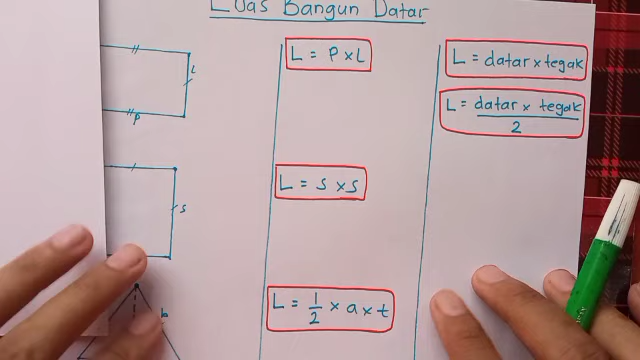 Luas Bangun Datar
L = P x L
L = datar x tegak
L = datar x tegak / 2
L
P
L = s x s
s
L = 1/2 x a x t
b